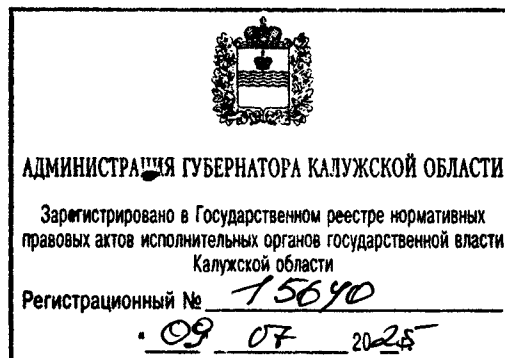 АДМИНИСТРАЦИЯ ГУБЕРНАТОРА КАЛУЖСКОЙ ОБЛАСТИ
Зарегистрировано в Государственном реестре нормативных
правовых актов исполнительных органов государственной власти
Калужской области
Регистрационный № 15640
" 09 07 2025